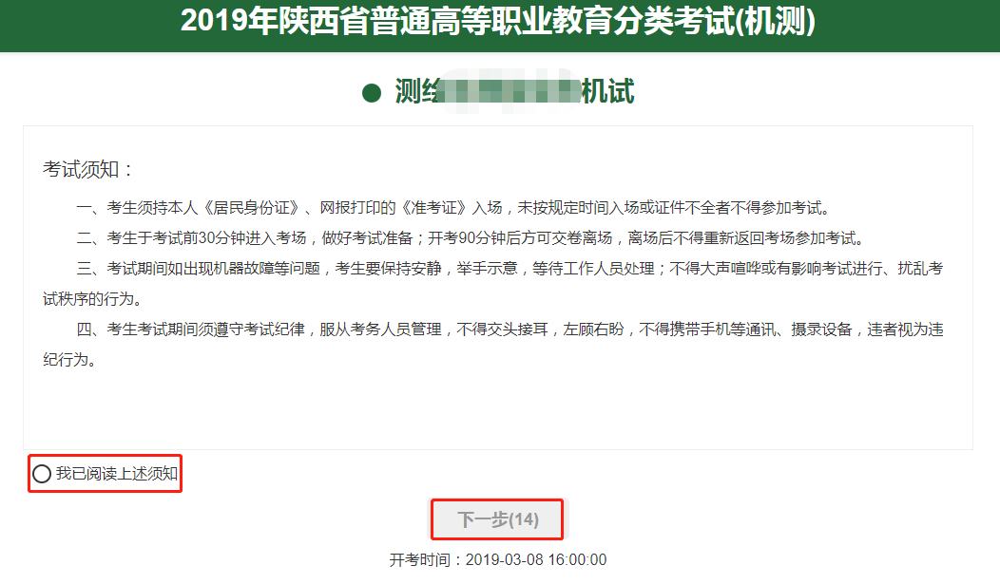 2019年陕西省普通高等职业教育分类考试(机测)
测绘 机试
考试须知：
一、考生须持本人《居民身份证》、网报打印的《准考证》入场，未按规定时间入场或证件不全者不得参加考试。
二、考生于考试前30分钟进入考场，做好考试准备；开考90分钟后方可交卷离场，离场后不得重新返回考场参加考试。
三、考试期间如出现机器故障等问题，考生要保持安静，举手示意，等待工作人员处理；不得大声喧哗或有影响考试进行、扰乱考
试秩序的行为。
四、考生考试期间须遵守考试纪律，服从考务人员管理，不得交头接耳，左顾右盼，不得携带手机等通讯、摄录设备，违者视为违
纪行为。
我已阅读上述须知
下一步(14)
开考时间：2019-03-08 16:00:00